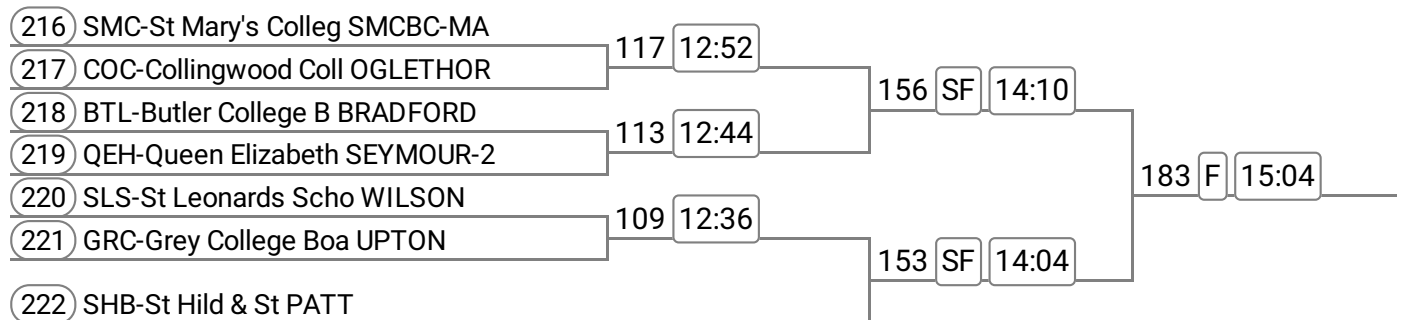 216 SMC-St Mary's Colleg SMCBC-MA
117 12:52
217 COC-Collingwood Coll OGLETHOR
156 SF 14:10
218 BTL-Butler College B BRADFORD
113 12:44
219 QEH-Queen Elizabeth SEYMOUR-2
183 F 15:04
220 SLS-St Leonards Scho WILSON
109 12:36
221 GRC-Grey College Boa UPTON
153 SF 14:04
222 SHB-St Hild & St PATT